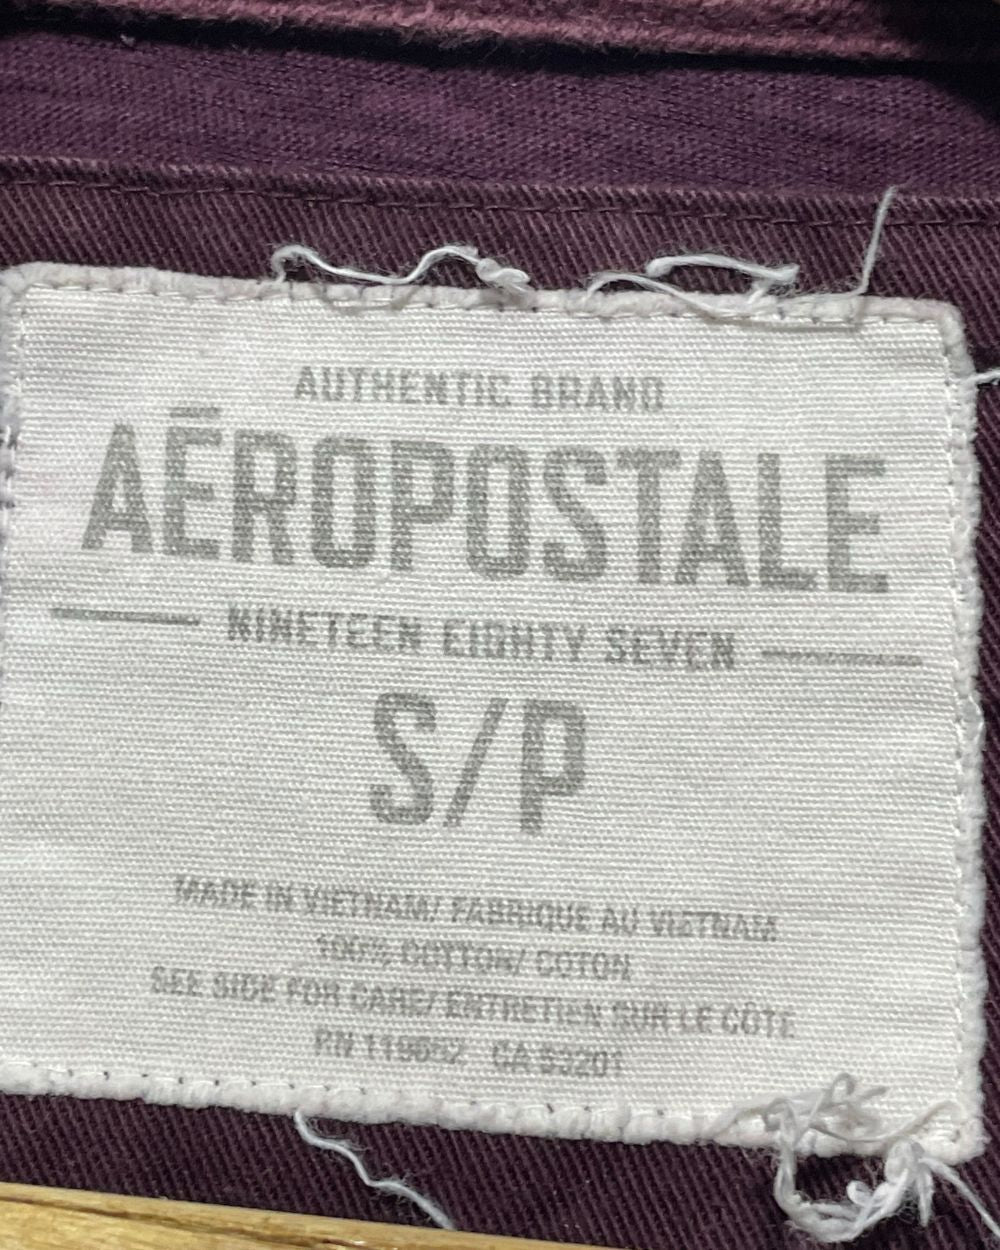 AUTHENTIC BRAND
AÉROPOSTALE
NINETEEN EIGHTY SEVEN
S/P
MADE IN VIETNAM/ FABRIQUE AU VIETNAM
100% COTTON/ COTON
SEE SIDE FOR CARE/ ENTRETIEN SUR LE CÔTE
RN 119652 CA 53201